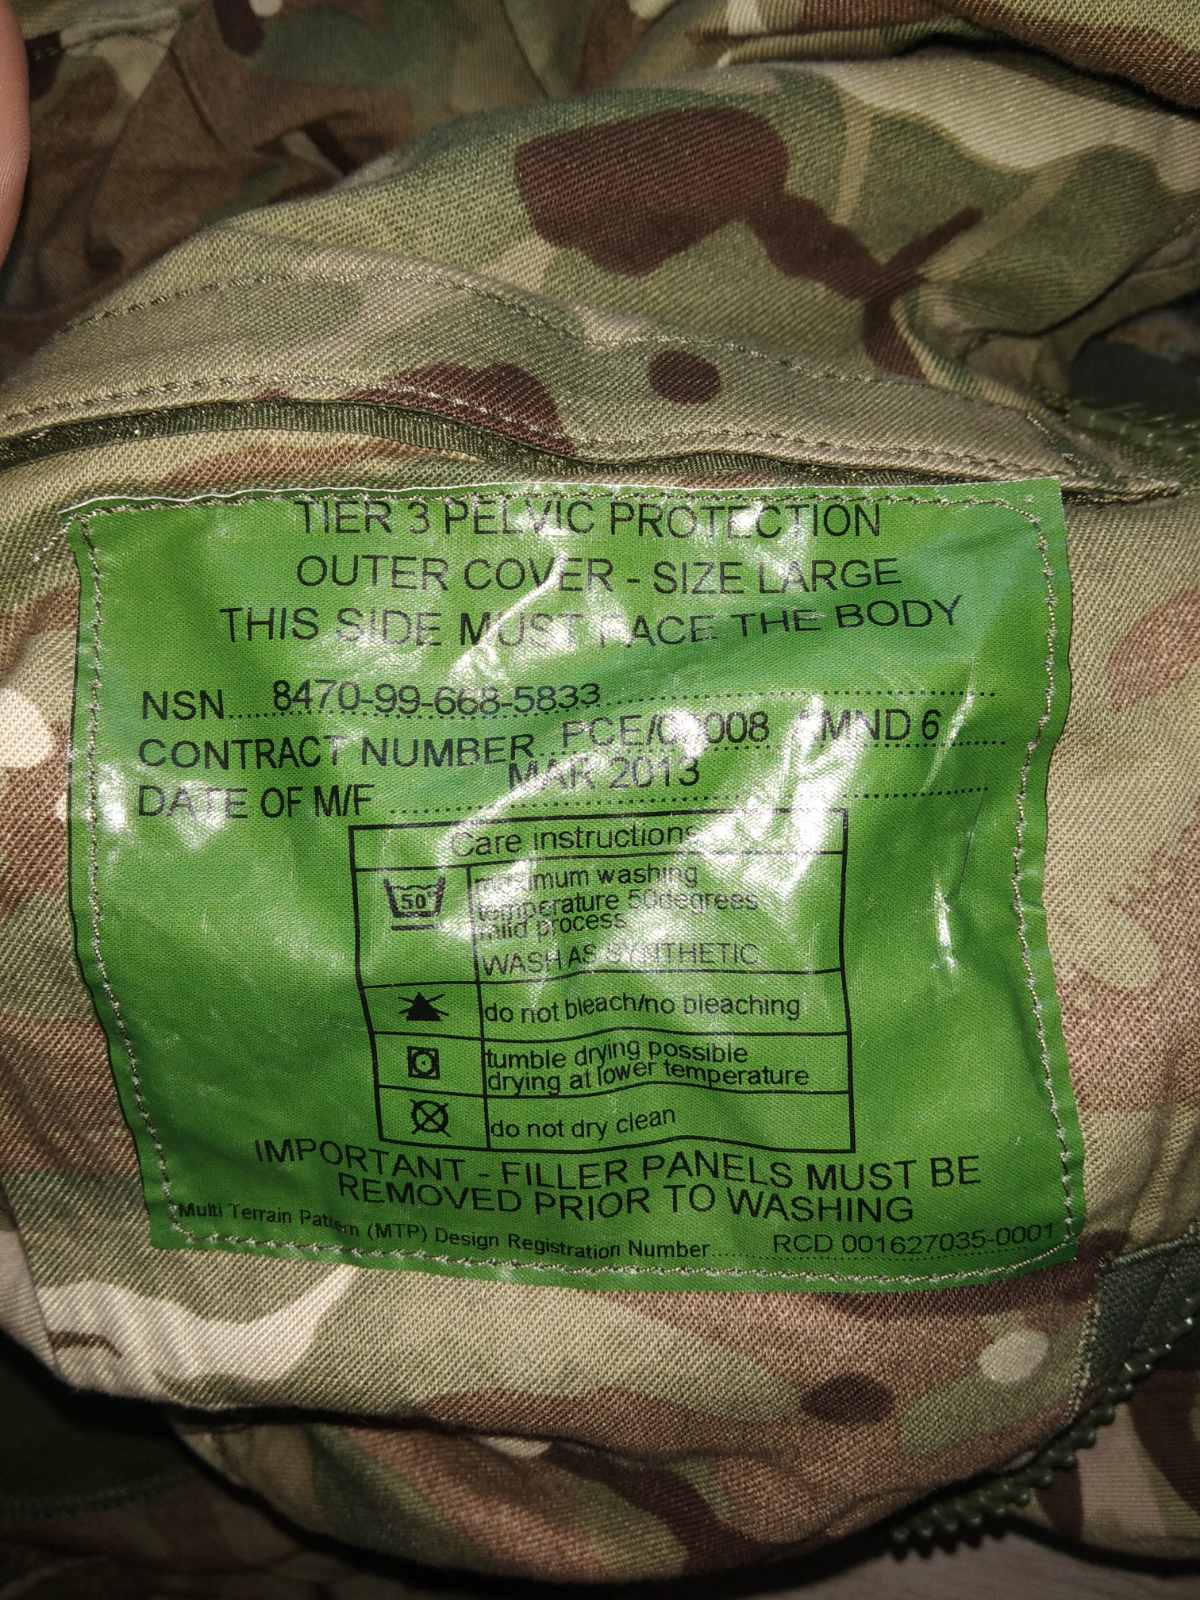 TIER 3 PELVIC PROTECTION
OUTER COVER - SIZE LARGE
THIS SIDE MUST FACE THE BODY
NSN.... 8470-99-668-5833
CONTRACT NUMBER.. MND 6
DATE OF M/F .... MAR 2013
Care instructions
50°
maximum washing
temperature 50degrees
mild process
WASH AS SYNTHETIC
do not bleach/no bleaching
tumble drying possible
drying at lower temperature
do not dry clean
IMPORTANT - FILLER PANELS MUST BE
REMOVED PRIOR TO WASHING
Multi Terrain Pattern (MTP) Design Registration Number....... RCD 001627035-0001